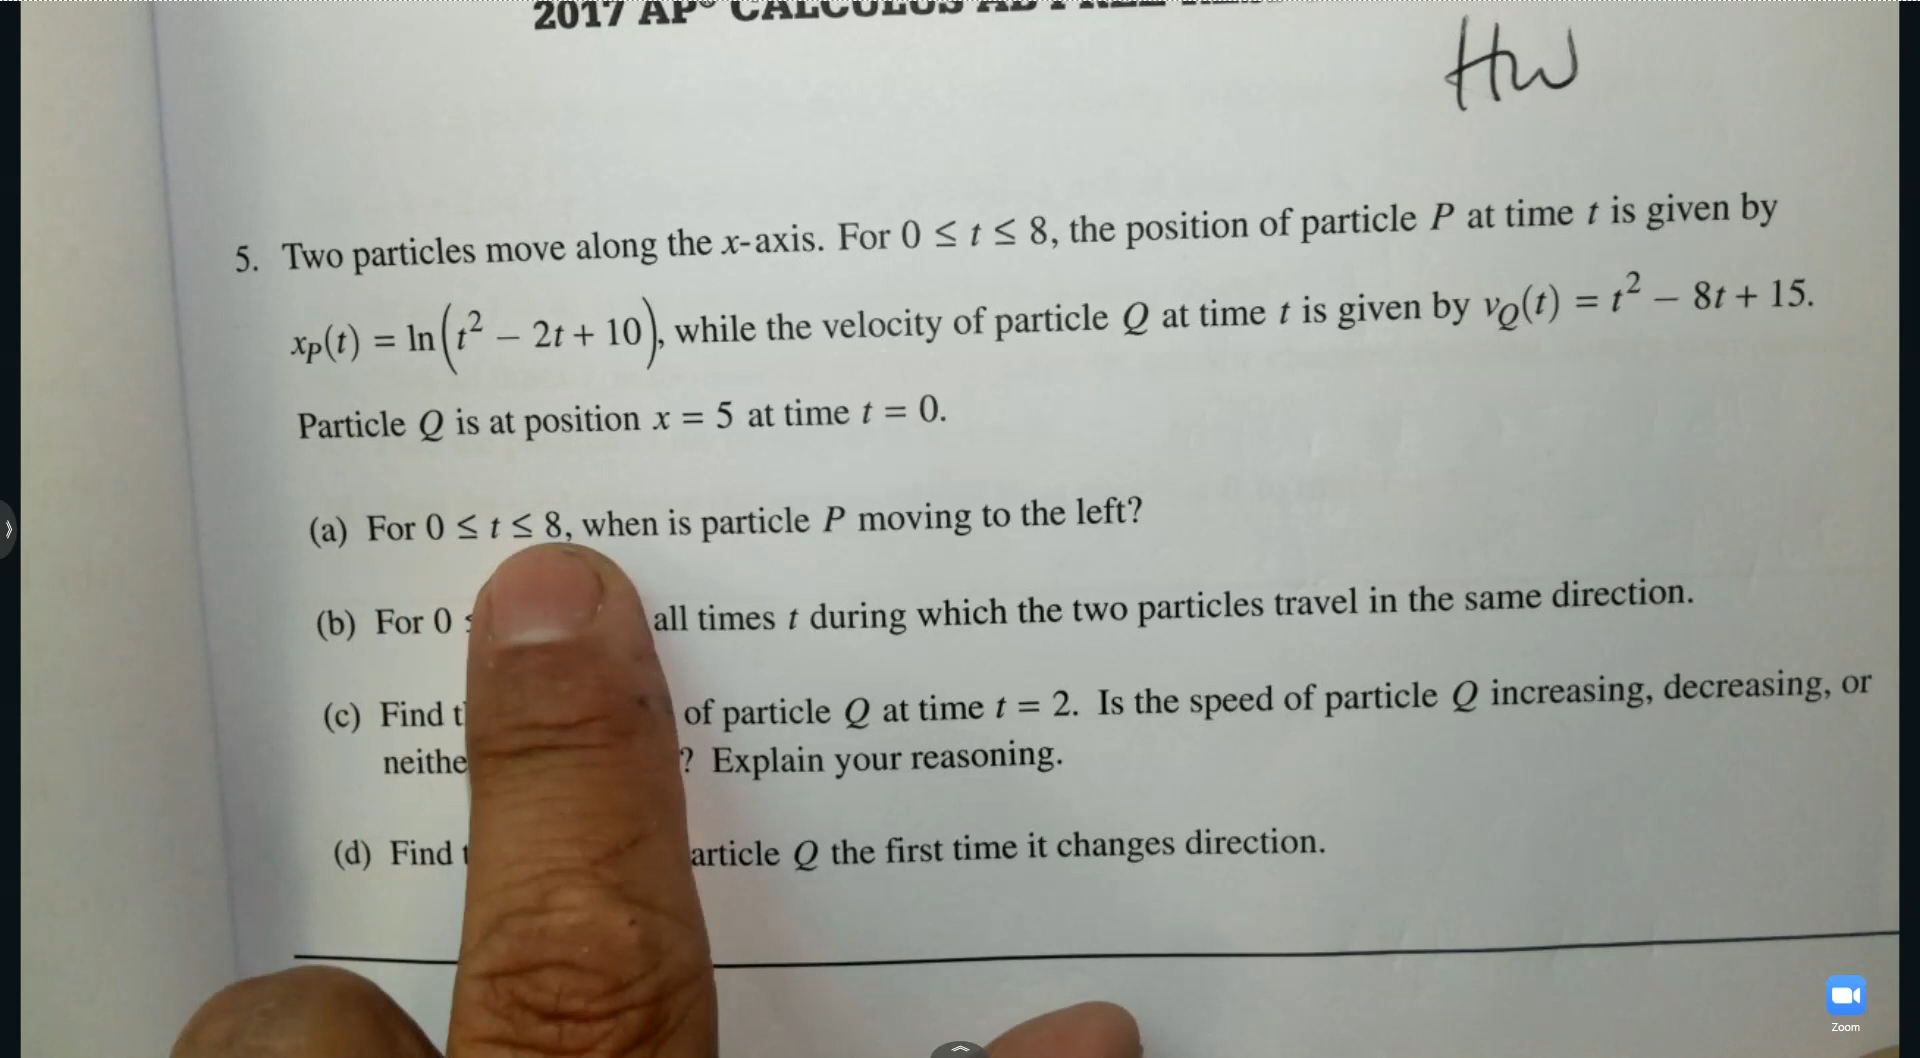 2017 AP® CALCULUS AB FREE
HW
5. Two particles move along the x-axis. For 0 ≤ t ≤ 8, the position of particle P at time t is given by
x_P(t) = ln(t² − 2t + 10), while the velocity of particle Q at time t is given by v_Q(t) = t² − 8t + 15.
Particle Q is at position x = 5 at time t = 0.
(a) For 0 ≤ t ≤ 8, when is particle P moving to the left?
(b) For 0 all times t during which the two particles travel in the same direction.
(c) Find of particle Q at time t = 2. Is the speed of particle Q increasing, decreasing, or
? Explain your reasoning.
(d) Find Q the first time it changes direction.
Zoom